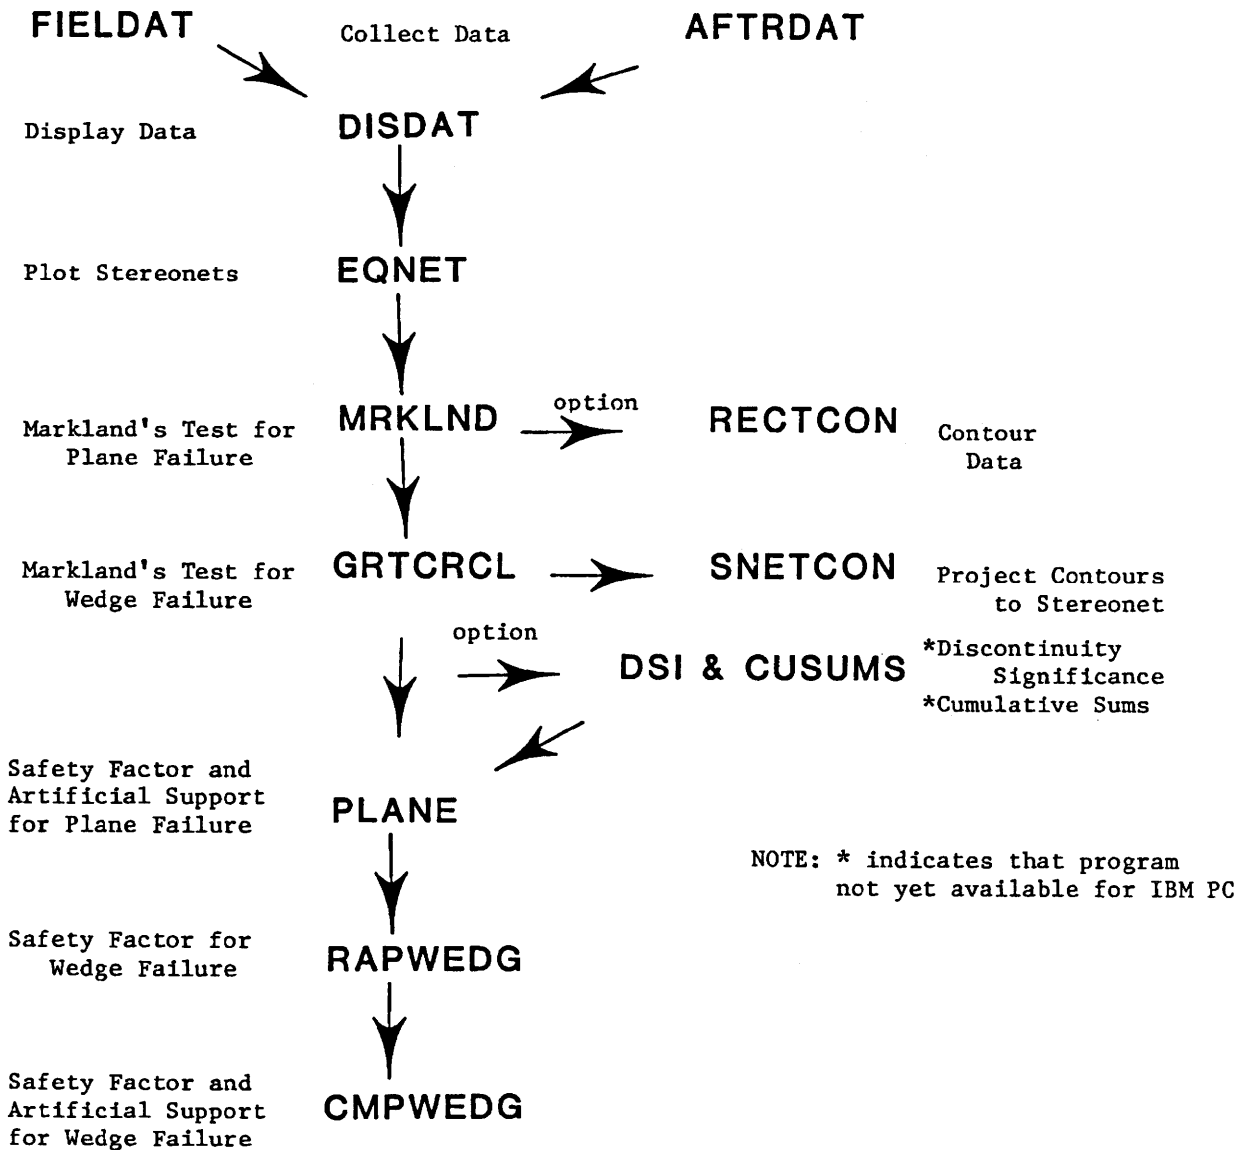 FIELDAT
Collect Data
AFTRDAT
Display Data
DISDAT
Plot Stereonets
EQNET
Markland's Test for
Plane Failure
MRKLND
option
RECTCON
Contour
Data
Markland's Test for
Wedge Failure
GRTCRCL
SNETCON
Project Contours
to Stereonet
option
DSI & CUSUMS
*Discontinuity
Significance
*Cumulative Sums
Safety Factor and
Artificial Support
for Plane Failure
PLANE
NOTE: * indicates that program
not yet available for IBM PC
Safety Factor for
Wedge Failure
RAPWEDG
Safety Factor and
Artificial Support
for Wedge Failure
CMPWEDG